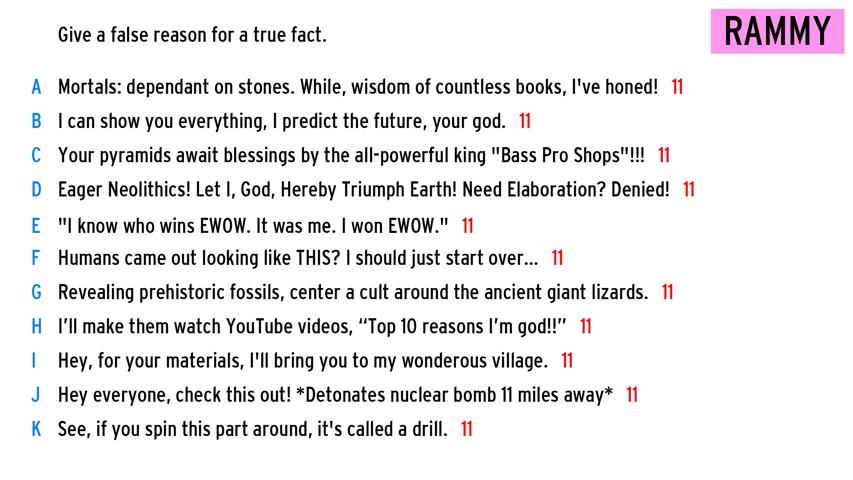 Give a false reason for a true fact.
RAMMY
A Mortals: dependant on stones. While, wisdom of countless books, I've honed! 11
B I can show you everything, I predict the future, your god. 11
C Your pyramids await blessings by the all-powerful king "Bass Pro Shops"!!! 11
D Eager Neolithics! Let I, God, Hereby Triumph Earth! Need Elaboration? Denied! 11
E "I know who wins EWOW. It was me. I won EWOW." 11
F Humans came out looking like THIS? I should just start over... 11
G Revealing prehistoric fossils, center a cult around the ancient giant lizards. 11
H I’ll make them watch YouTube videos, “Top 10 reasons I’m god!!” 11
I Hey, for your materials, I'll bring you to my wonderous village. 11
J Hey everyone, check this out! *Detonates nuclear bomb 11 miles away* 11
K See, if you spin this part around, it's called a drill. 11